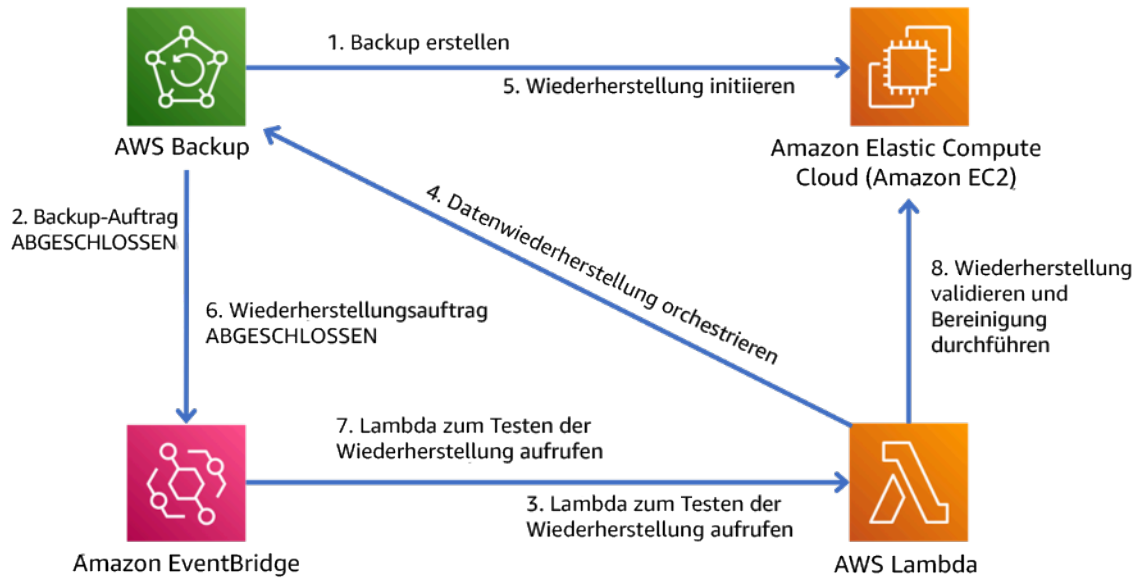 1. Backup erstellen
5. Wiederherstellung initiieren
AWS Backup
Amazon Elastic Compute
Cloud (Amazon EC2)
2. Backup-Auftrag
ABGESCHLOSSEN
4. Datenwiederherstellung orchestrieren
8. Wiederherstellung
validieren und
Bereinigung
durchführen
6. Wiederherstellungsauftrag
ABGESCHLOSSEN
7. Lambda zum Testen der
Wiederherstellung aufrufen
3. Lambda zum Testen der
Wiederherstellung aufrufen
Amazon EventBridge
AWS Lambda